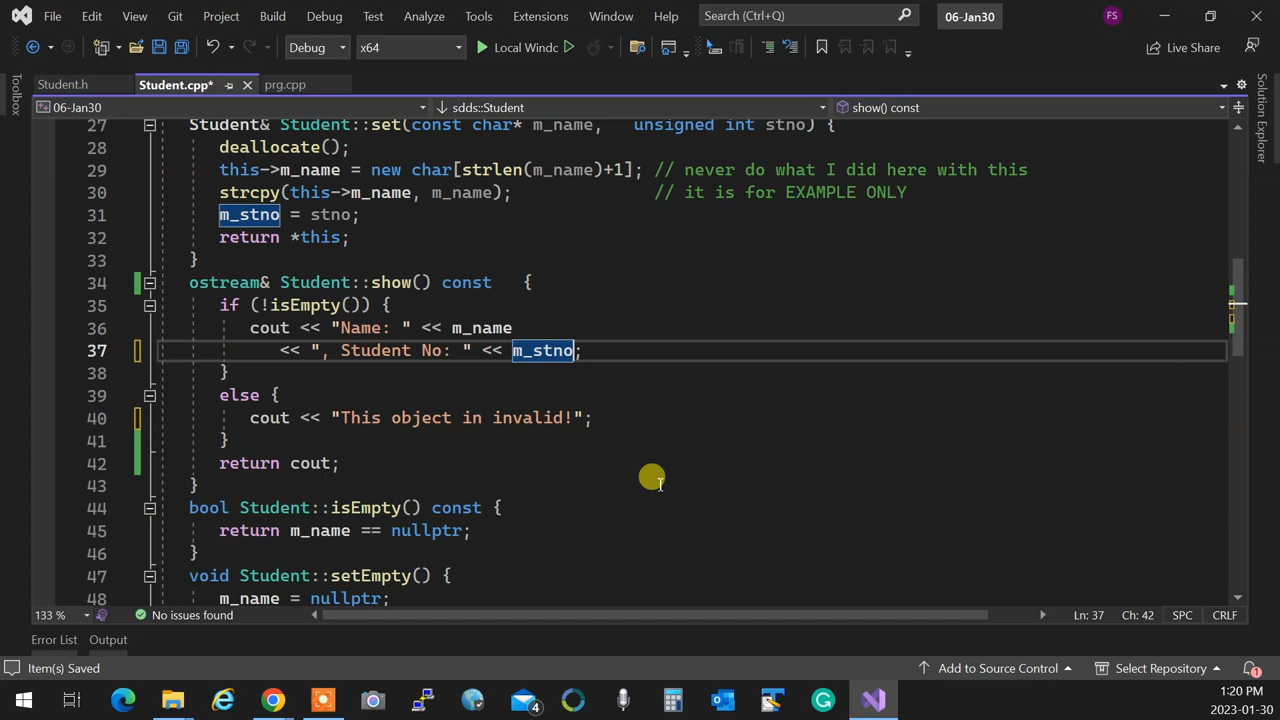 File Edit View Git Project Build Debug Test Analyze Tools Extensions Window Help Search (Ctrl+Q) 06-Jan30 FS
Debug x64 Local Windc Live Share
Toolbox
Student.h Student.cpp* prg.cpp
06-Jan30 sdds::Student show() const
Solution Explorer
27 Student& Student::set(const char* m_name, unsigned int stno) {
28 deallocate();
29 this->m_name = new char[strlen(m_name)+1]; // never do what I did here with this
30 strcpy(this->m_name, m_name); // it is for EXAMPLE ONLY
31 m_stno = stno;
32 return *this;
33 }
34 ostream& Student::show() const {
35 if (!isEmpty()) {
36 cout << "Name: " << m_name
37 << ", Student No: " << m_stno;
38 }
39 else {
40 cout << "This object in invalid!";
41 }
42 return cout;
43 }
44 bool Student::isEmpty() const {
45 return m_name == nullptr;
46 }
47 void Student::setEmpty() {
48 m_name = nullptr;
133 % No issues found Ln: 37 Ch: 42 SPC CRLF
Error List Output
Item(s) Saved Add to Source Control Select Repository 1
4
1:20 PM
2023-01-30